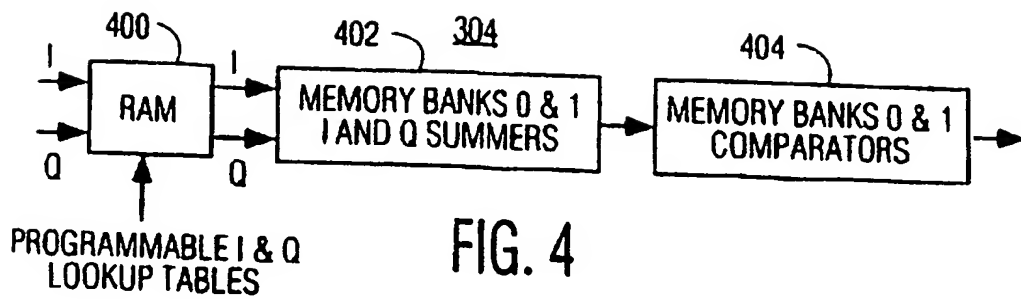 400
402
304
404
I
I
RAM
MEMORY BANKS 0 & 1
I AND Q SUMMERS
MEMORY BANKS 0 & 1
COMPARATORS
Q
Q
PROGRAMMABLE I & Q
LOOKUP TABLES
FIG. 4